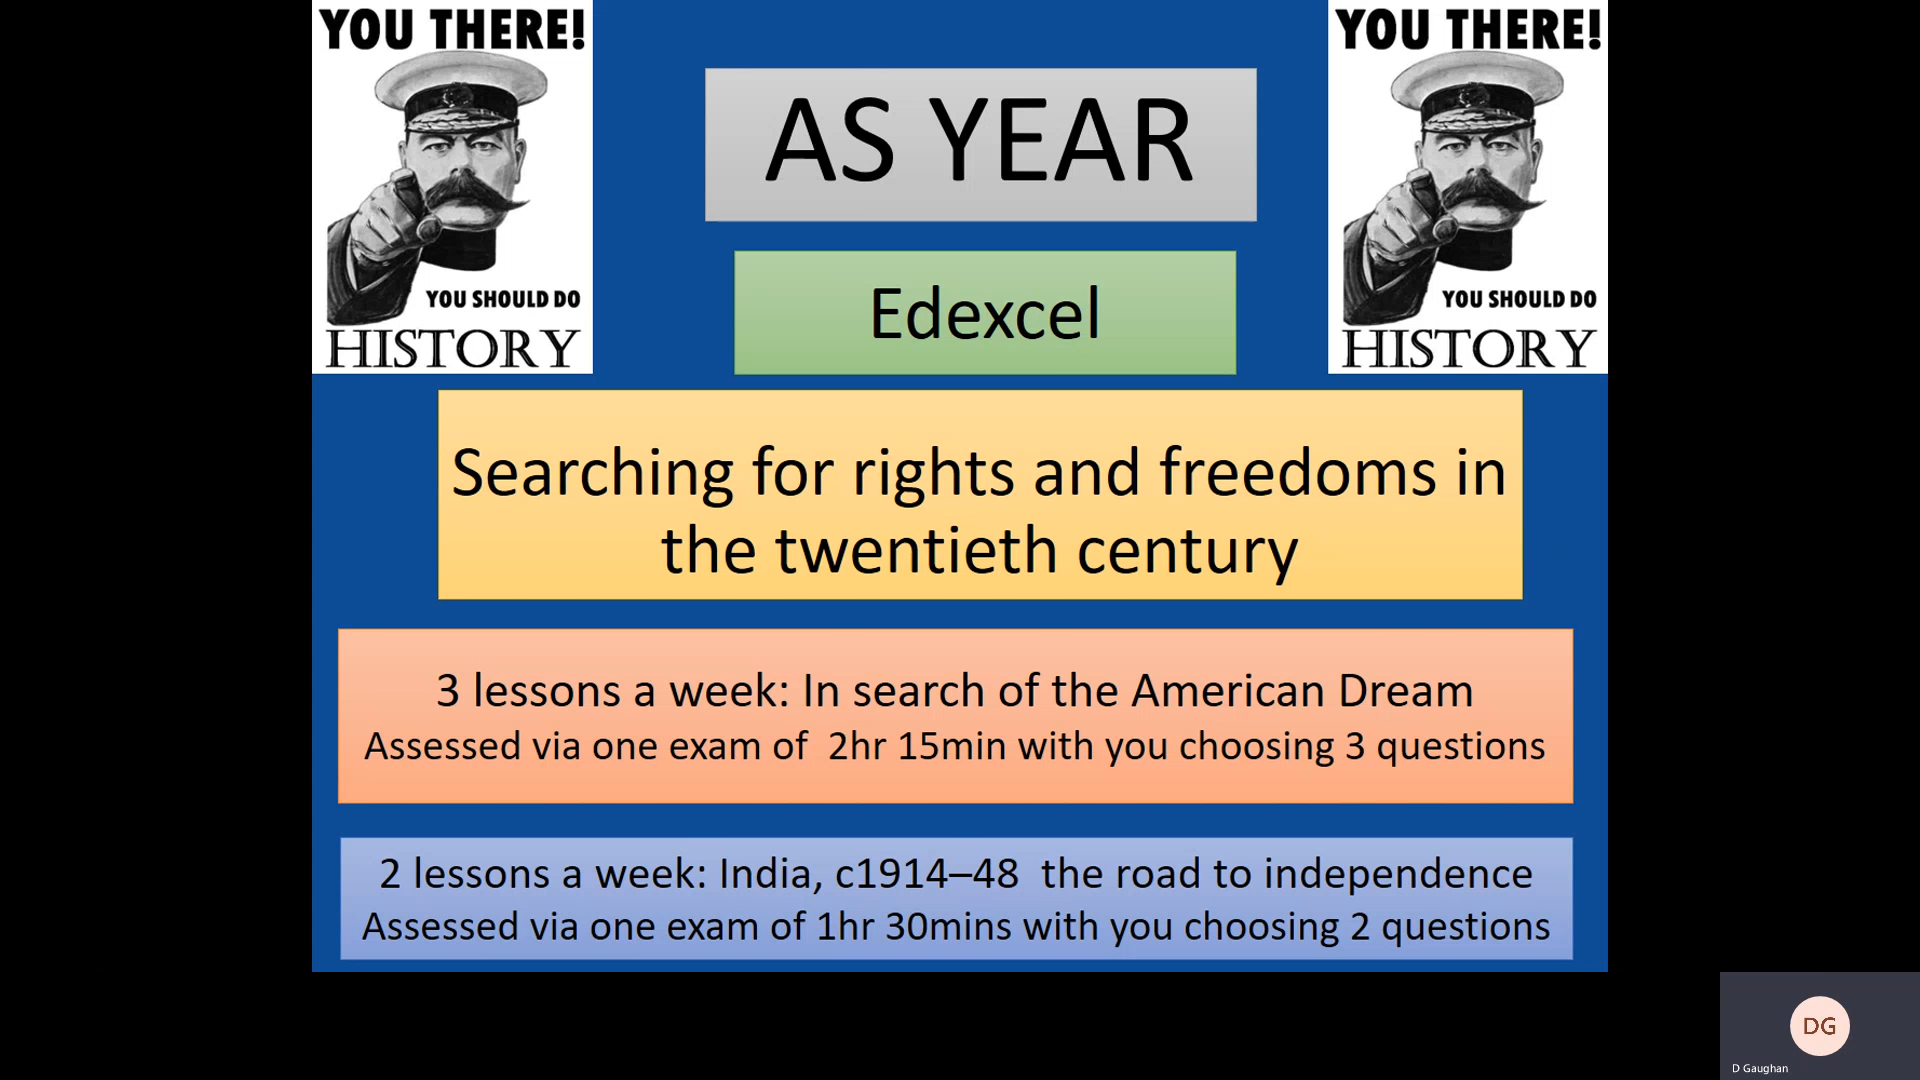 YOU THERE!
YOU SHOULD DO
HISTORY
AS YEAR
Edexcel
YOU THERE!
YOU SHOULD DO
HISTORY
Searching for rights and freedoms in
the twentieth century
3 lessons a week: In search of the American Dream
Assessed via one exam of  2hr 15min with you choosing 3 questions
2 lessons a week: India, c1914–48  the road to independence
Assessed via one exam of 1hr 30mins with you choosing 2 questions
DG
D Gaughan